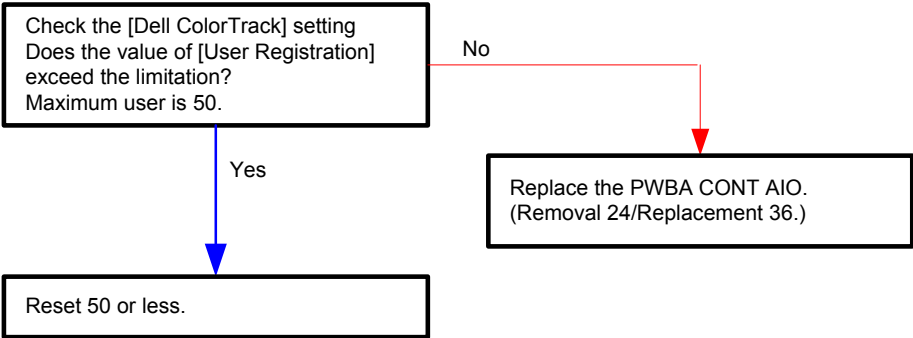 Check the [Dell ColorTrack] setting
Does the value of [User Registration]
exceed the limitation?
Maximum user is 50.
No
Yes
Replace the PWBA CONT AIO.
(Removal 24/Replacement 36.)
Reset 50 or less.